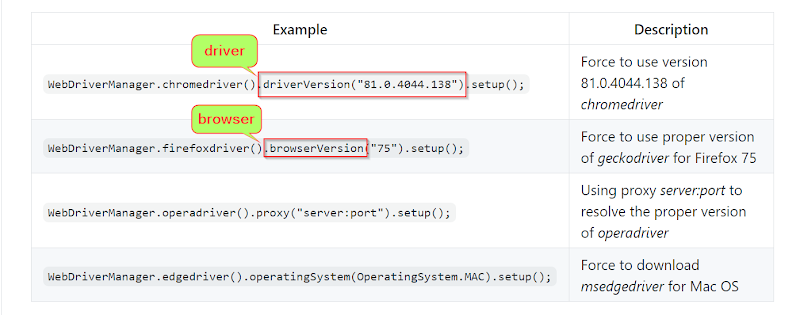 Example Description
driver
WebDriverManager.chromedriver().driverVersion("81.0.4044.138").setup();
Force to use version
81.0.4044.138 of
chromedriver
browser
WebDriverManager.firefoxdriver().browserVersion("75").setup();
Force to use proper version
of geckodriver for Firefox 75
WebDriverManager.operadriver().proxy("server:port").setup();
Using proxy server:port to
resolve the proper version
of operadriver
WebDriverManager.edgedriver().operatingSystem(OperatingSystem.MAC).setup();
Force to download
msedgedriver for Mac OS